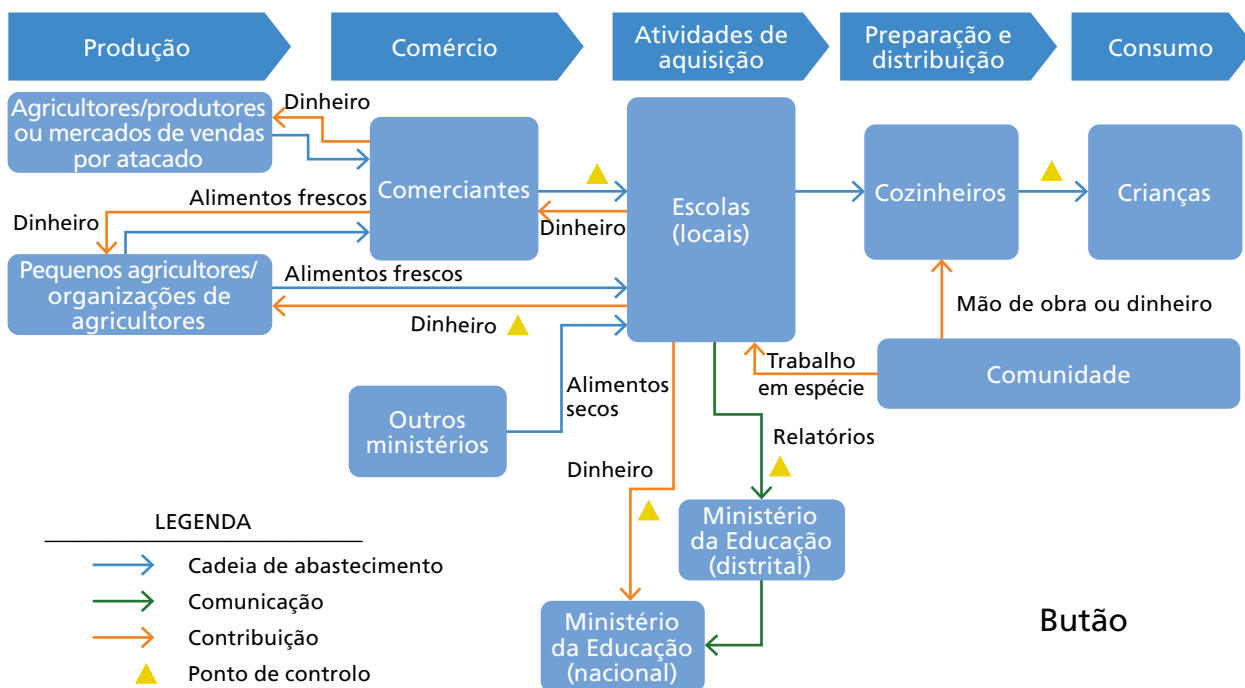 Produção
Comércio
Atividades de
aquisição
Preparação e
distribuição
Consumo
Agricultores/produtores
ou mercados de vendas
por atacado
Dinheiro
Comerciantes
Alimentos frescos
Dinheiro
Pequenos agricultores/
organizações de
agricultores
Alimentos frescos
Dinheiro
Dinheiro
Escolas
(locais)
Cozinheiros
Crianças
Mão de obra ou dinheiro
Comunidade
Trabalho
em espécie
Outros
ministérios
Alimentos
secos
Dinheiro
Relatórios
Ministério
da Educação
(distrital)
Ministério
da Educação
(nacional)
LEGENDA
Cadeia de abastecimento
Comunicação
Contribuição
Ponto de controlo
Butão